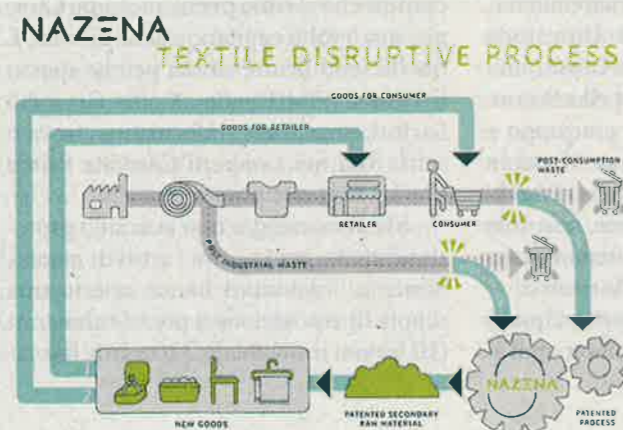 NAZENA
TEXTILE DISRUPTIVE PROCESS
GOODS FOR CONSUMER
GOODS FOR RETAILER
POST-CONSUMPTION
WASTE
RETAILER
CONSUMER
POST INDUSTRIAL WASTE
NAZENA
NEW GOODS
PATENTED SECONDARY
RAW MATERIAL
PATENTED
PROCESS